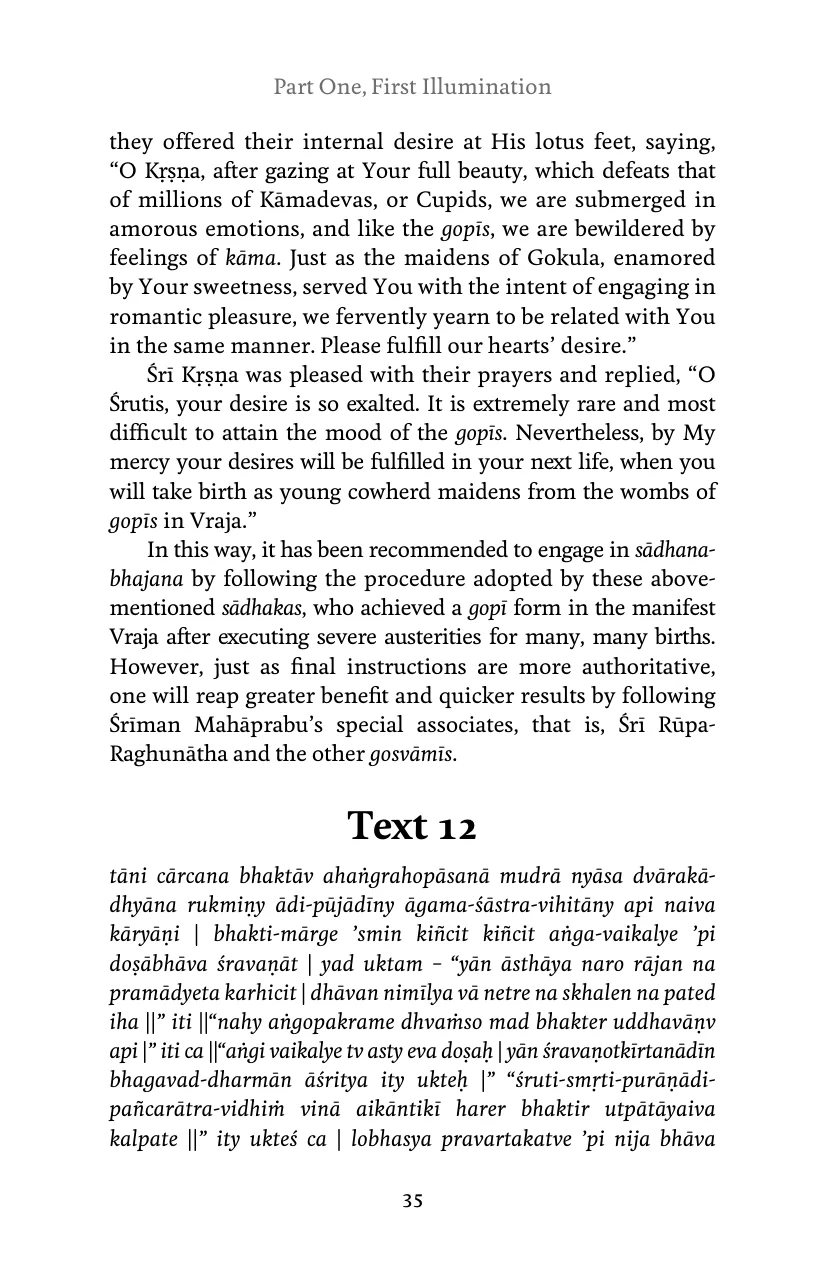 Part One, First Illumination
they offered their internal desire at His lotus feet, saying,
“O Kṛṣṇa, after gazing at Your full beauty, which defeats that
of millions of Kāmadevas, or Cupids, we are submerged in
amorous emotions, and like the gopīs, we are bewildered by
feelings of kāma. Just as the maidens of Gokula, enamored
by Your sweetness, served You with the intent of engaging in
romantic pleasure, we fervently yearn to be related with You
in the same manner. Please fulfill our hearts’ desire.”
Śrī Kṛṣṇa was pleased with their prayers and replied, “O
Śrutis, your desire is so exalted. It is extremely rare and most
difficult to attain the mood of the gopīs. Nevertheless, by My
mercy your desires will be fulfilled in your next life, when you
will take birth as young cowherd maidens from the wombs of
gopīs in Vraja.”
In this way, it has been recommended to engage in sādhana-
bhajana by following the procedure adopted by these above-
mentioned sādhakas, who achieved a gopī form in the manifest
Vraja after executing severe austerities for many, many births.
However, just as final instructions are more authoritative,
one will reap greater benefit and quicker results by following
Śrīman Mahāprabu’s special associates, that is, Śrī Rūpa-
Raghunātha and the other gosvāmīs.
Text 12
tāni cārcana bhaktāv ahaṅgrahopāsanā mudrā nyāsa dvārakā-
dhyāna rukmiṇy ādi-pūjādīny āgama-śāstra-vihitāny api naiva
kāryāṇi | bhakti-mārge ’smin kiñcit kiñcit aṅga-vaikalye ’pi
doṣābhāva śravaṇāt | yad uktam – “yān āsthāya naro rājan na
pramādyeta karhicit | dhāvan nimīlya vā netre na skhalen na pated
iha ||” iti ||“nahy aṅgopakrame dhvaṁso mad bhakter uddhavāṇv
api |” iti ca ||“aṅgi vaikalye tv asty eva doṣaḥ | yān śravaṇotkīrtanādīn
bhagavad-dharmān āśritya ity ukteḥ |” “śruti-smṛti-purāṇādi-
pañcarātra-vidhiṁ vinā aikāntikī harer bhaktir utpātāyaiva
kalpate ||” ity ukteś ca | lobhasya pravartakatve ’pi nija bhāva
35